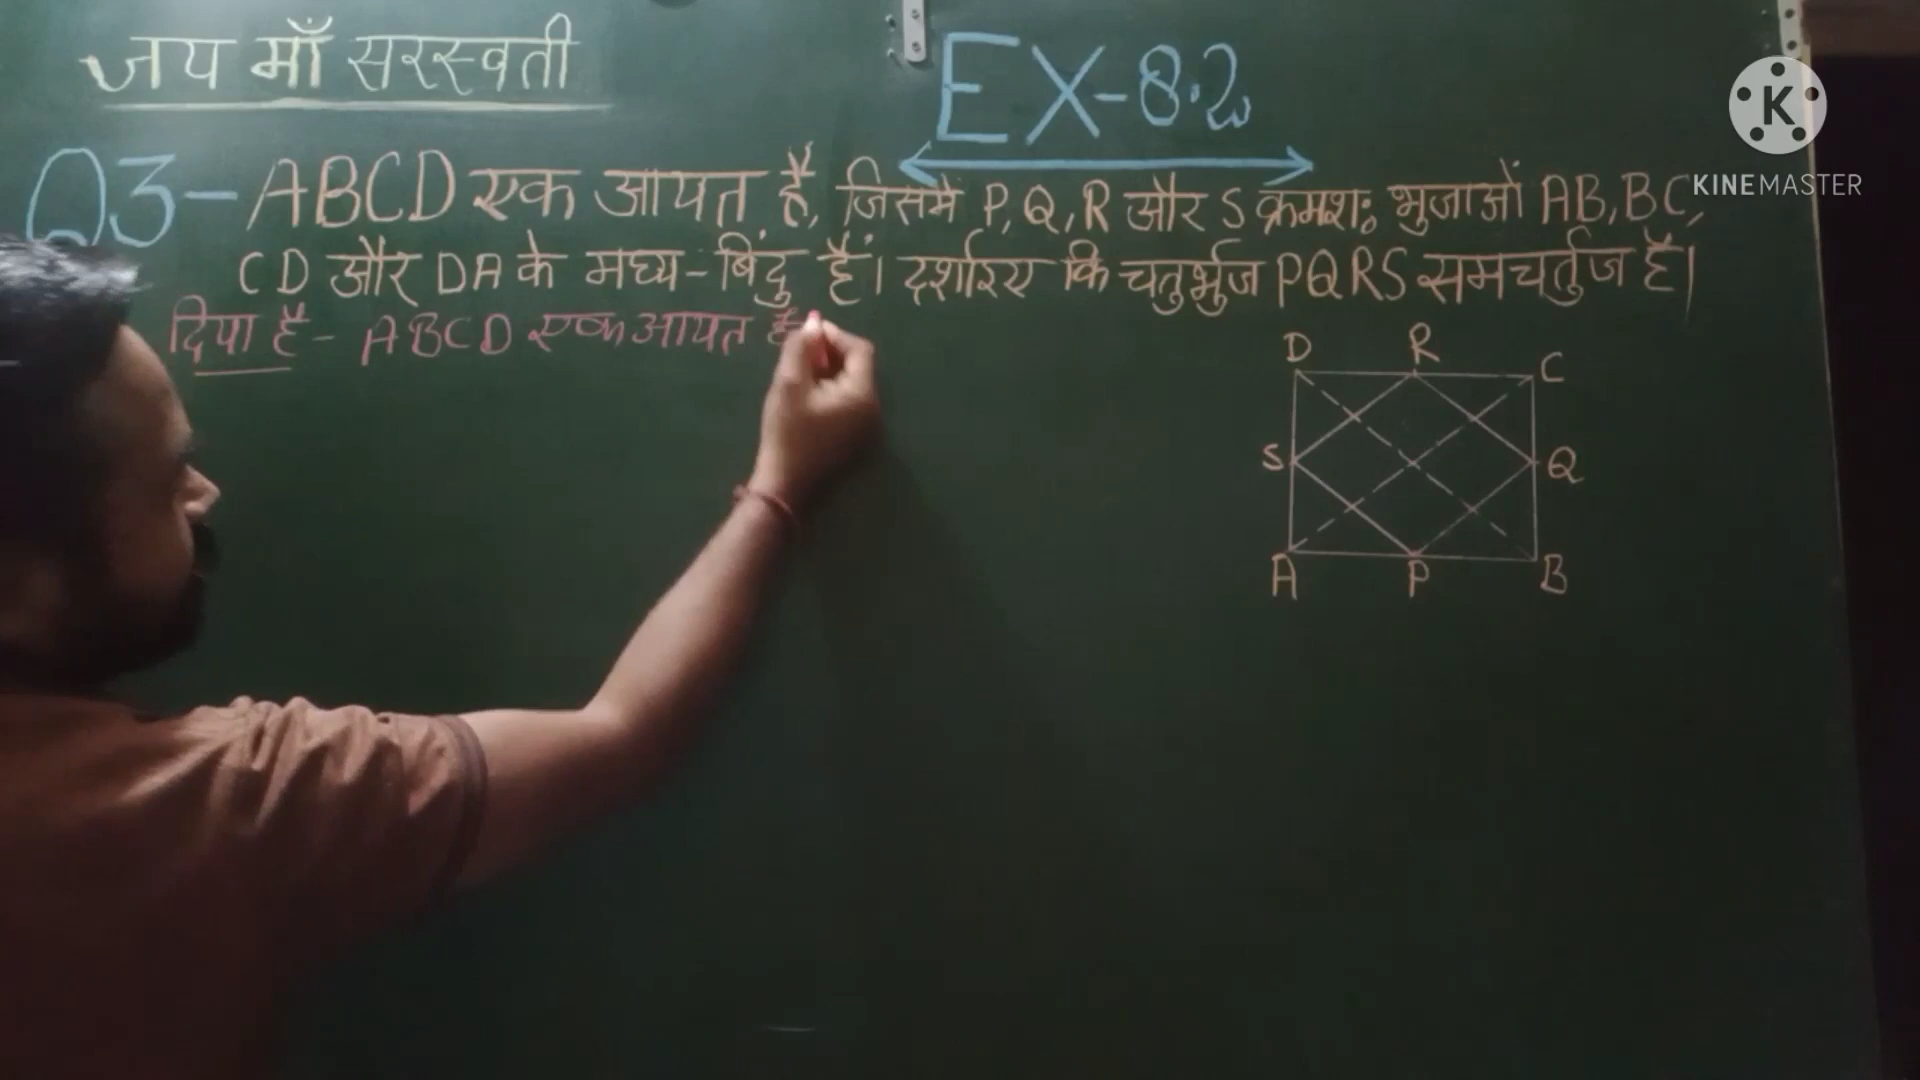 जय माँ सरस्वती
EX-8.2
KINEMASTER
Q3-ABCD एक आयत है, जिसमें P,Q,R और S क्रमशः भुजाओं AB,BC,
CD और DA के मध्य-बिंदु हैं। दर्शाइए कि चतुर्भुज PQRS समचर्तुज है।
दिया है- ABCD एक आयत है
D R C
S Q
A P B